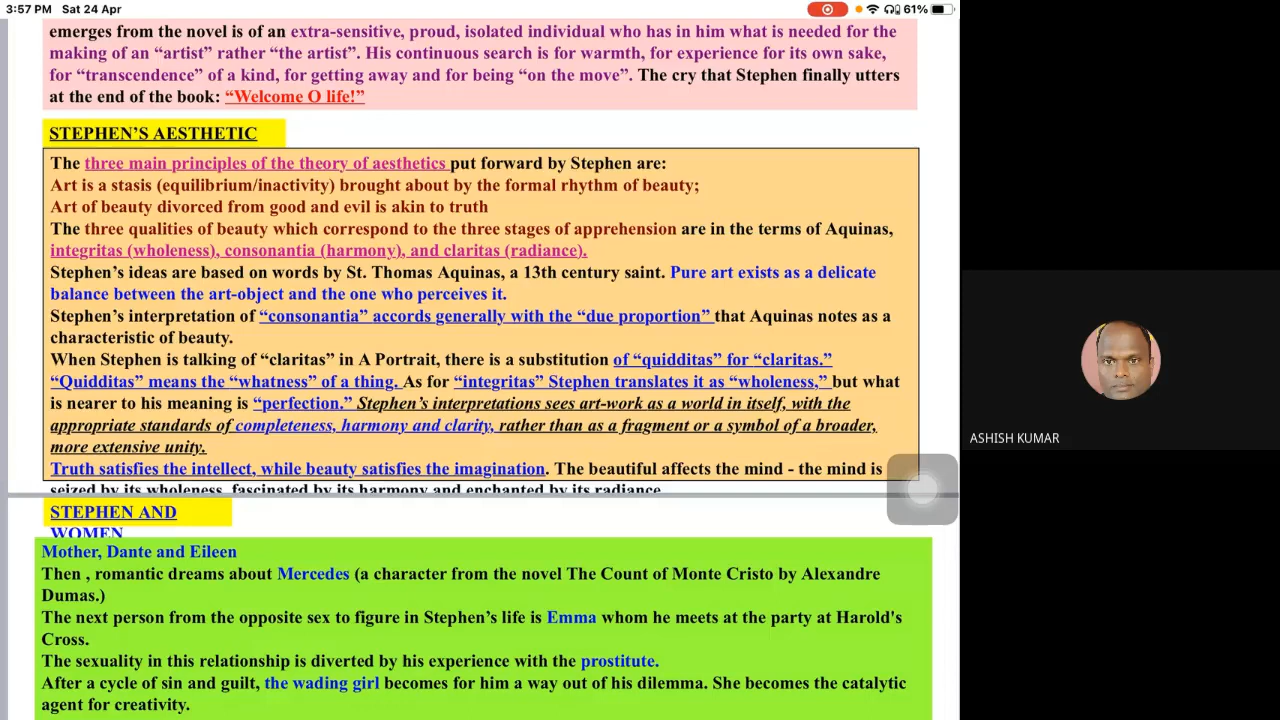 3:57 PM Sat 24 Apr
61%
emerges from the novel is of an extra-sensitive, proud, isolated individual who has in him what is needed for the
making of an “artist” rather “the artist”. His continuous search is for warmth, for experience for its own sake,
for “transcendence” of a kind, for getting away and for being “on the move”. The cry that Stephen finally utters
at the end of the book: “Welcome O life!”
STEPHEN’S AESTHETIC
The three main principles of the theory of aesthetics put forward by Stephen are:
Art is a stasis (equilibrium/inactivity) brought about by the formal rhythm of beauty;
Art of beauty divorced from good and evil is akin to truth
The three qualities of beauty which correspond to the three stages of apprehension are in the terms of Aquinas,
integritas (wholeness), consonantia (harmony), and claritas (radiance).
Stephen’s ideas are based on words by St. Thomas Aquinas, a 13th century saint. Pure art exists as a delicate
balance between the art-object and the one who perceives it.
Stephen’s interpretation of “consonantia” accords generally with the “due proportion” that Aquinas notes as a
characteristic of beauty.
When Stephen is talking of “claritas” in A Portrait, there is a substitution of “quidditas” for “claritas.”
“Quidditas” means the “whatness” of a thing. As for “integritas” Stephen translates it as “wholeness,” but what
is nearer to his meaning is “perfection.” Stephen’s interpretations sees art-work as a world in itself, with the
appropriate standards of completeness, harmony and clarity, rather than as a fragment or a symbol of a broader,
more extensive unity.
Truth satisfies the intellect, while beauty satisfies the imagination. The beautiful affects the mind - the mind is
seized by its wholeness, fascinated by its harmony and enchanted by its radiance.
STEPHEN AND
WOMEN
Mother, Dante and Eileen
Then , romantic dreams about Mercedes (a character from the novel The Count of Monte Cristo by Alexandre
Dumas.)
The next person from the opposite sex to figure in Stephen’s life is Emma whom he meets at the party at Harold's
Cross.
The sexuality in this relationship is diverted by his experience with the prostitute.
After a cycle of sin and guilt, the wading girl becomes for him a way out of his dilemma. She becomes the catalytic
agent for creativity.
ASHISH KUMAR